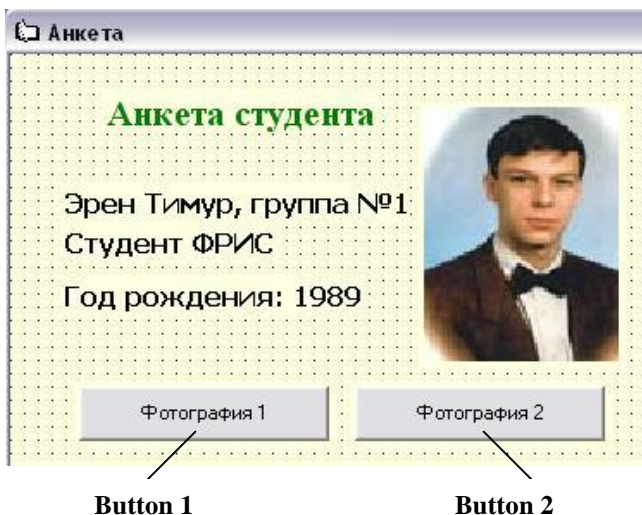 Анкета
Анкета студента
Эрен Тимур, группа №1
Студент ФРИС
Год рождения: 1989
Фотография 1
Фотография 2
Button 1
Button 2